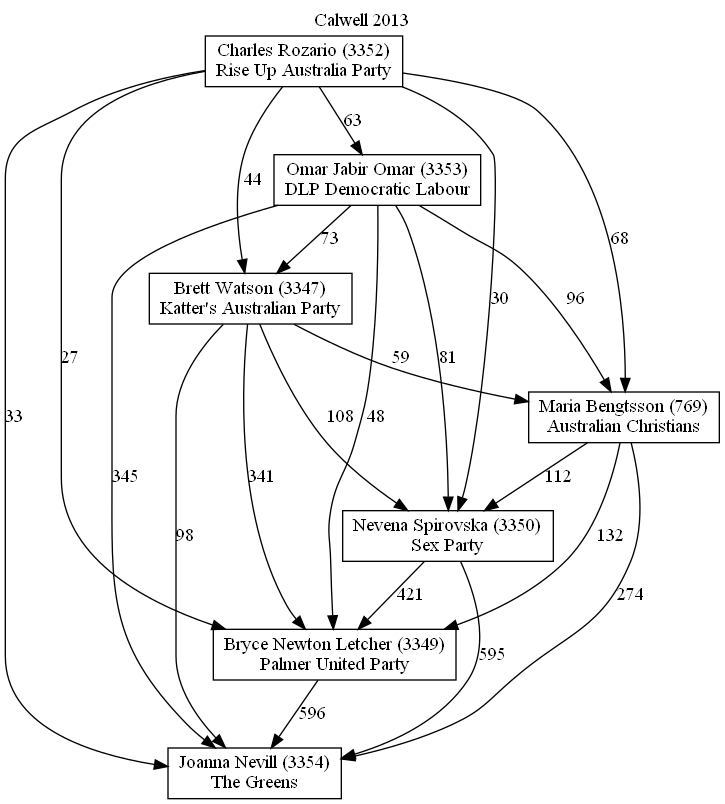 Calwell 2013
Charles Rozario (3352)
Rise Up Australia Party
63
Omar Jabir Omar (3353)
DLP Democratic Labour
44
73
68
Brett Watson (3347)
Katter's Australian Party
30
96
27
59
81
33
108
48
Maria Bengtsson (769)
Australian Christians
345
341
112
98
Nevena Spirovska (3350)
Sex Party
132
421
274
Bryce Newton Letcher (3349)
Palmer United Party
595
596
Joanna Nevill (3354)
The Greens